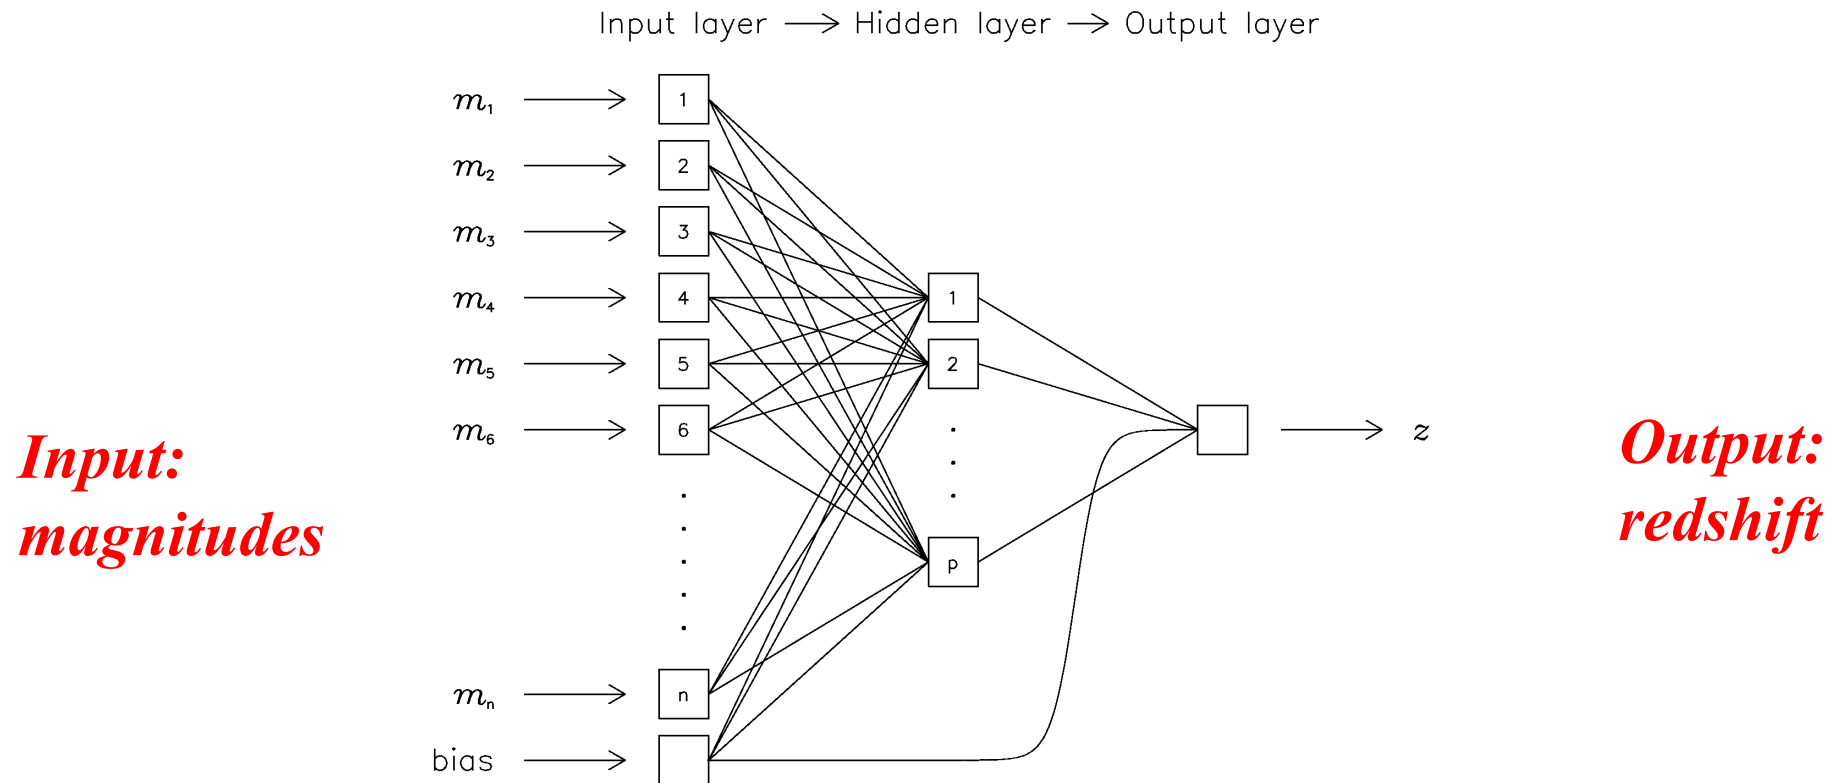 Input layer → Hidden layer → Output layer
m₁ → 1
m₂ → 2
m₃ → 3
m₄ → 4 1
m₅ → 5 2
m₆ → 6 → z
Input:
magnitudes
Output:
redshift
p
mₙ → n
bias →